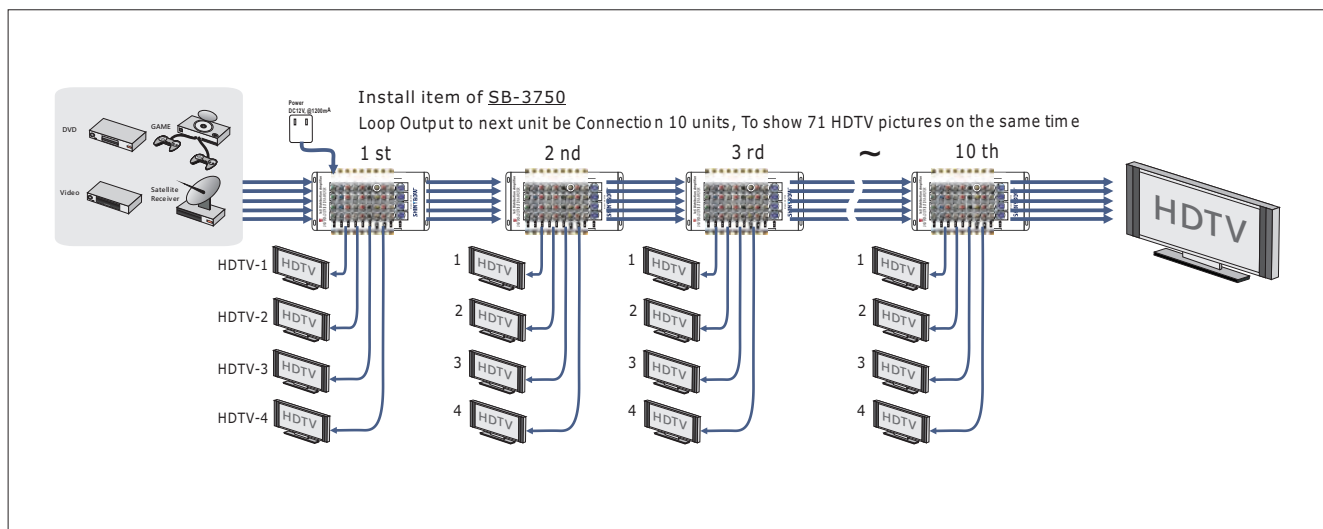 Power
DC12V, @1200mA
Install item of SB-3750
Loop Output to next unit be Connection 10 units, To show 71 HDTV pictures on the same time
1 st
2 nd
3 rd
~
10 th
DVD
GAME
Video
Satellite
Receiver
HDTV
HDTV-1
HDTV
1
HDTV
1
HDTV
1
HDTV
HDTV-2
HDTV
2
HDTV
2
HDTV
2
HDTV
HDTV-3
HDTV
3
HDTV
3
HDTV
3
HDTV
HDTV-4
HDTV
4
HDTV
4
HDTV
4
HDTV